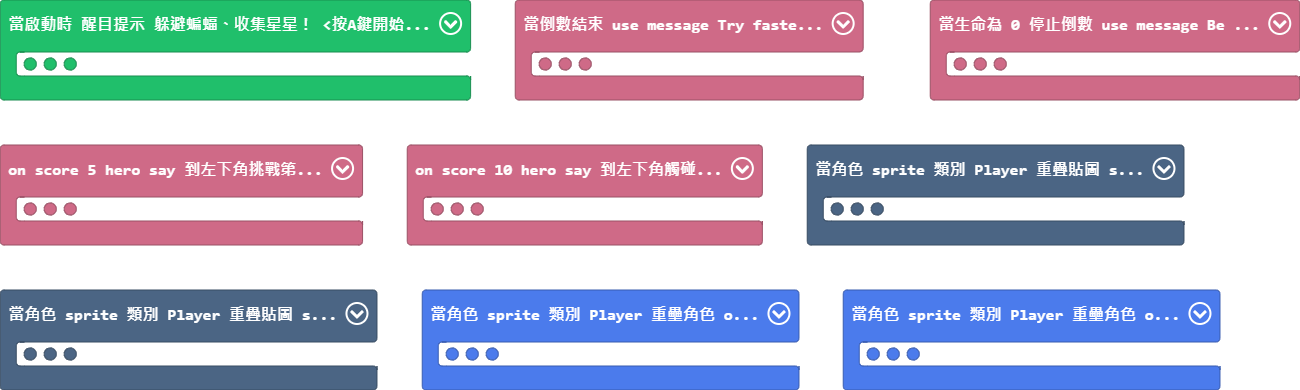 當啟動時 醒目提示 躲避蝙蝠、收集星星！ <按A鍵開始...
當倒數結束 use message Try faste...
當生命為 0 停止倒數 use message Be ...
on score 5 hero say 到左下角挑戰第...
on score 10 hero say 到左下角觸碰...
當角色 sprite 類別 Player 重疊貼圖 s...
當角色 sprite 類別 Player 重疊貼圖 s...
當角色 sprite 類別 Player 重壘角色 o...
當角色 sprite 類別 Player 重壘角色 o...